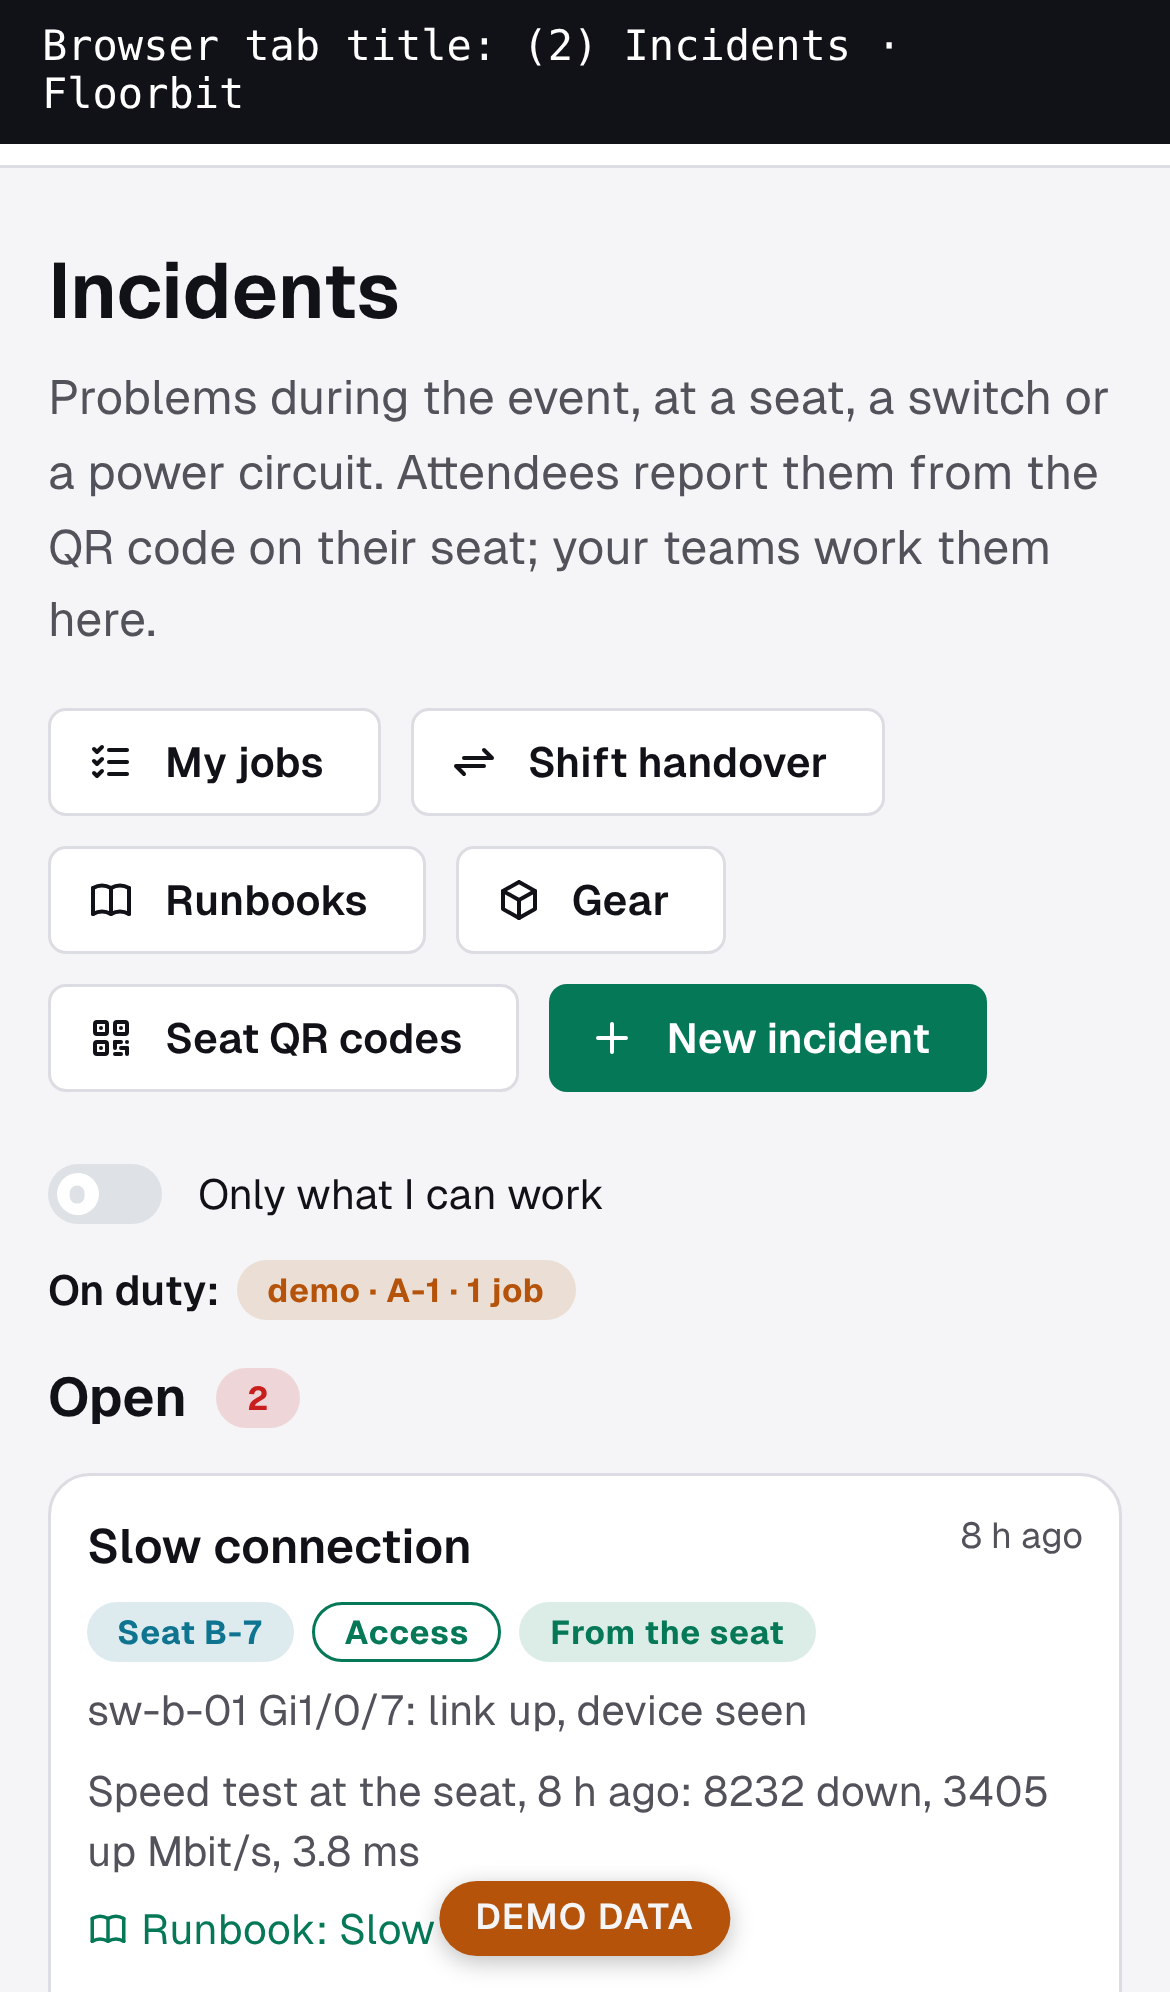 Browser tab title: (2) Incidents ·
Floorbit
Incidents
Problems during the event, at a seat, a switch or
a power circuit. Attendees report them from the
QR code on their seat; your teams work them
here.
My jobs
Shift handover
Runbooks
Gear
Seat QR codes
New incident
Only what I can work
On duty: demo · A-1 · 1 job
Open 2
Slow connection 8 h ago
Seat B-7 Access From the seat
sw-b-01 Gi1/0/7: link up, device seen
Speed test at the seat, 8 h ago: 8232 down, 3405
up Mbit/s, 3.8 ms
Runbook: Slow
DEMO DATA